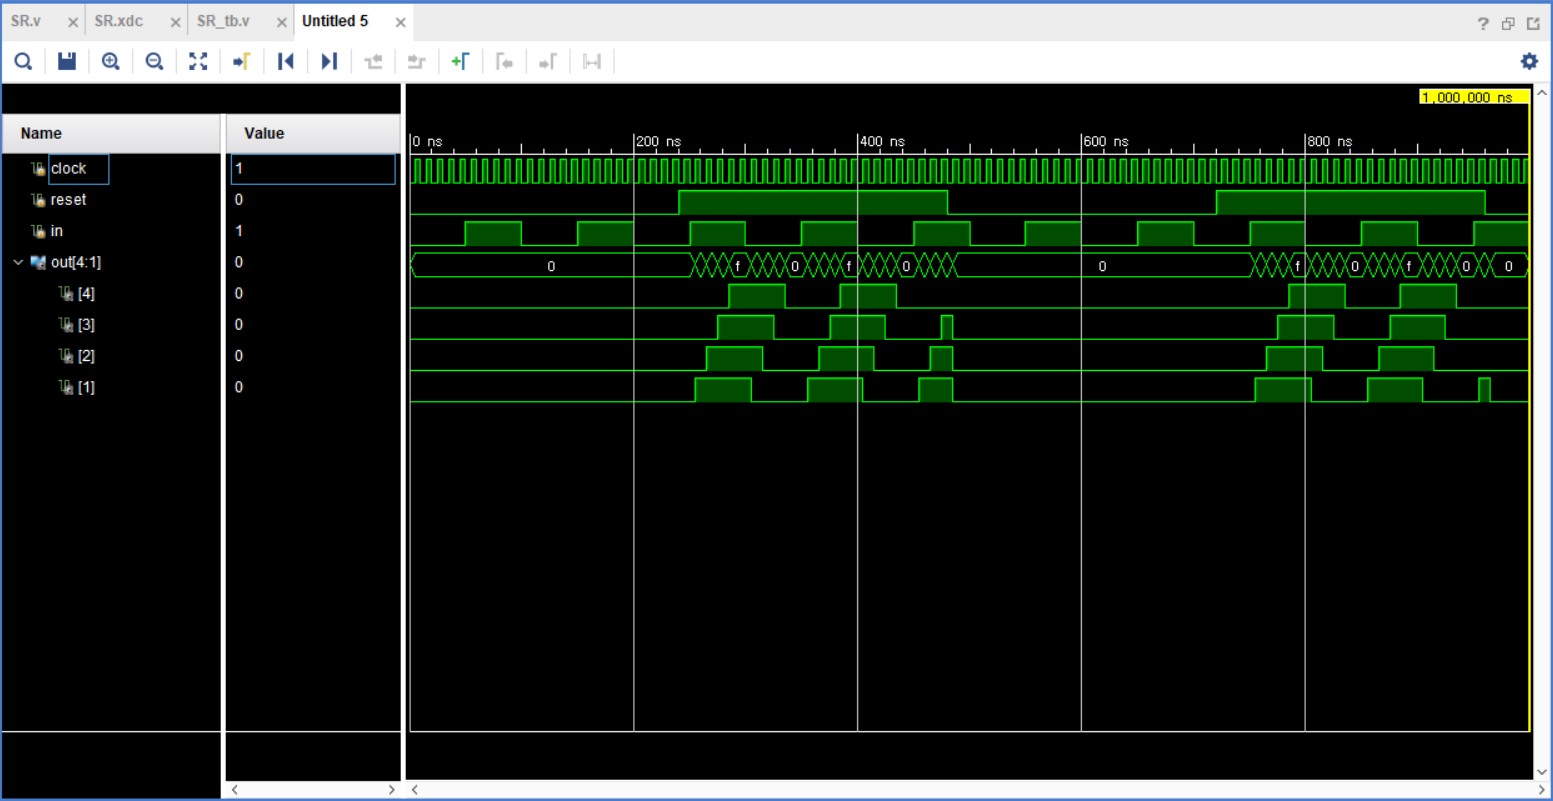 SR.v × SR.xdc × SR_tb.v × Untitled 5 ×
?
1,000,000 ns
Name Value
0 ns 200 ns 400 ns 600 ns 800 ns
clock 1
reset 0
in 1
out[4:1] 0 0 f 0 f 0 0 f 0 f 0 0
[4] 0
[3] 0
[2] 0
[1] 0